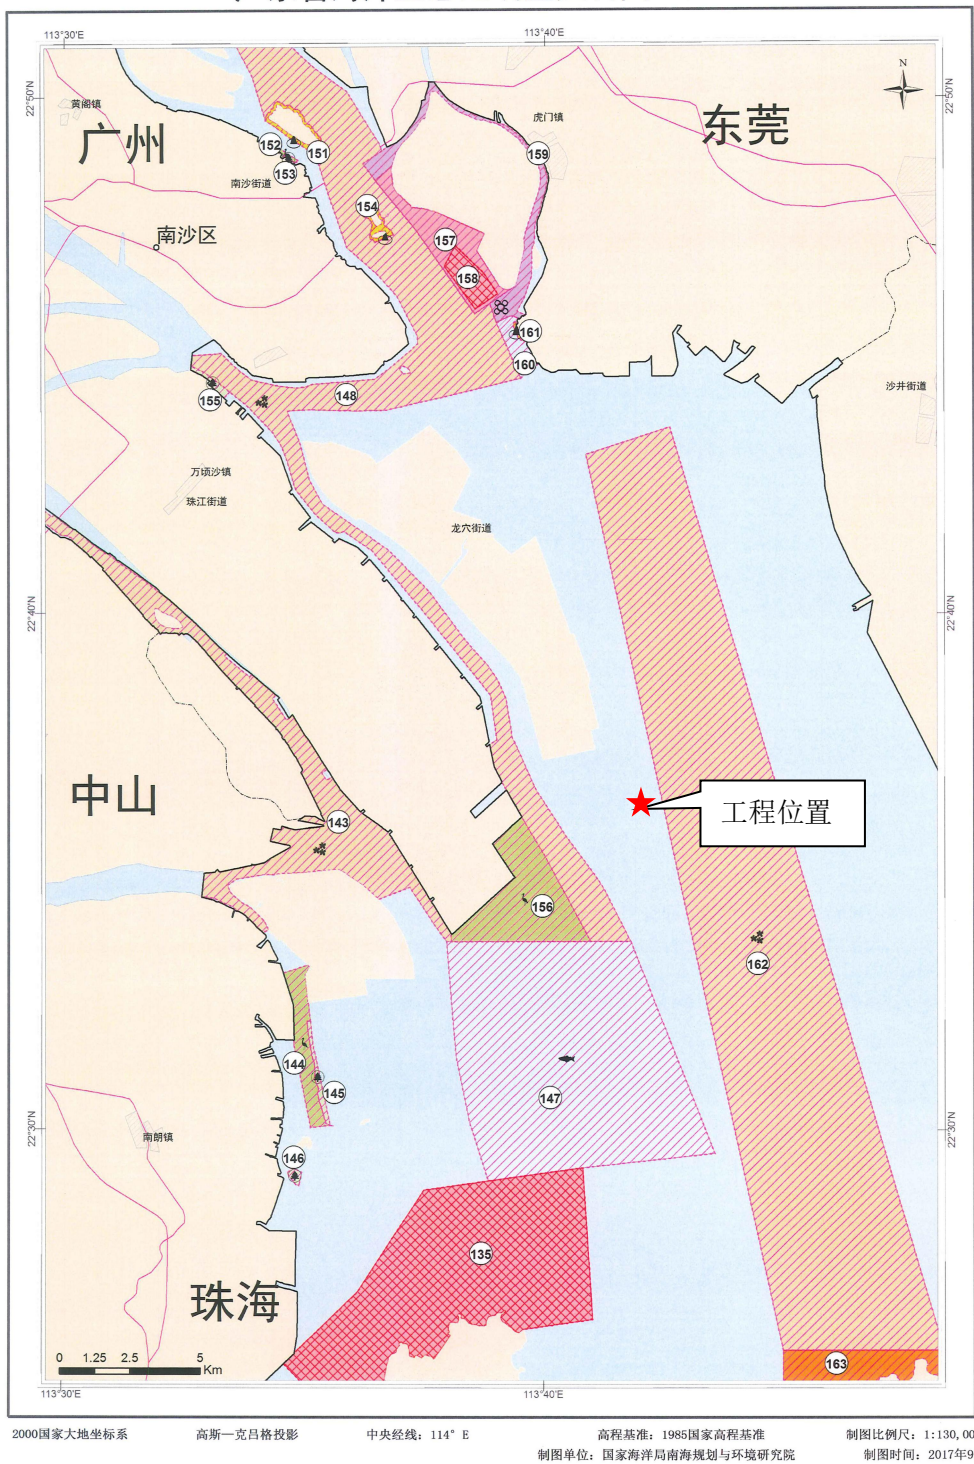 113°30′E
113°40′E
N
22°50′N
22°50′N
黄阁镇
广州
东莞
虎门镇
152
151
159
153
南沙街道
154
南沙区
157
158
161
160
沙井街道
155
148
万顷沙镇
珠江街道
龙穴街道
22°40′N
22°40′N
中山
工程位置
143
156
162
144
145
147
22°30′N
22°30′N
南朗镇
146
135
珠海
0 1.25 2.5 5
Km
163
113°30′E
113°40′E
2000国家大地坐标系 高斯—克吕格投影 中央经线：114° E 高程基准：1985国家高程基准 制图比例尺：1:130,00
制图单位：国家海洋局南海规划与环境研究院 制图时间：2017年9